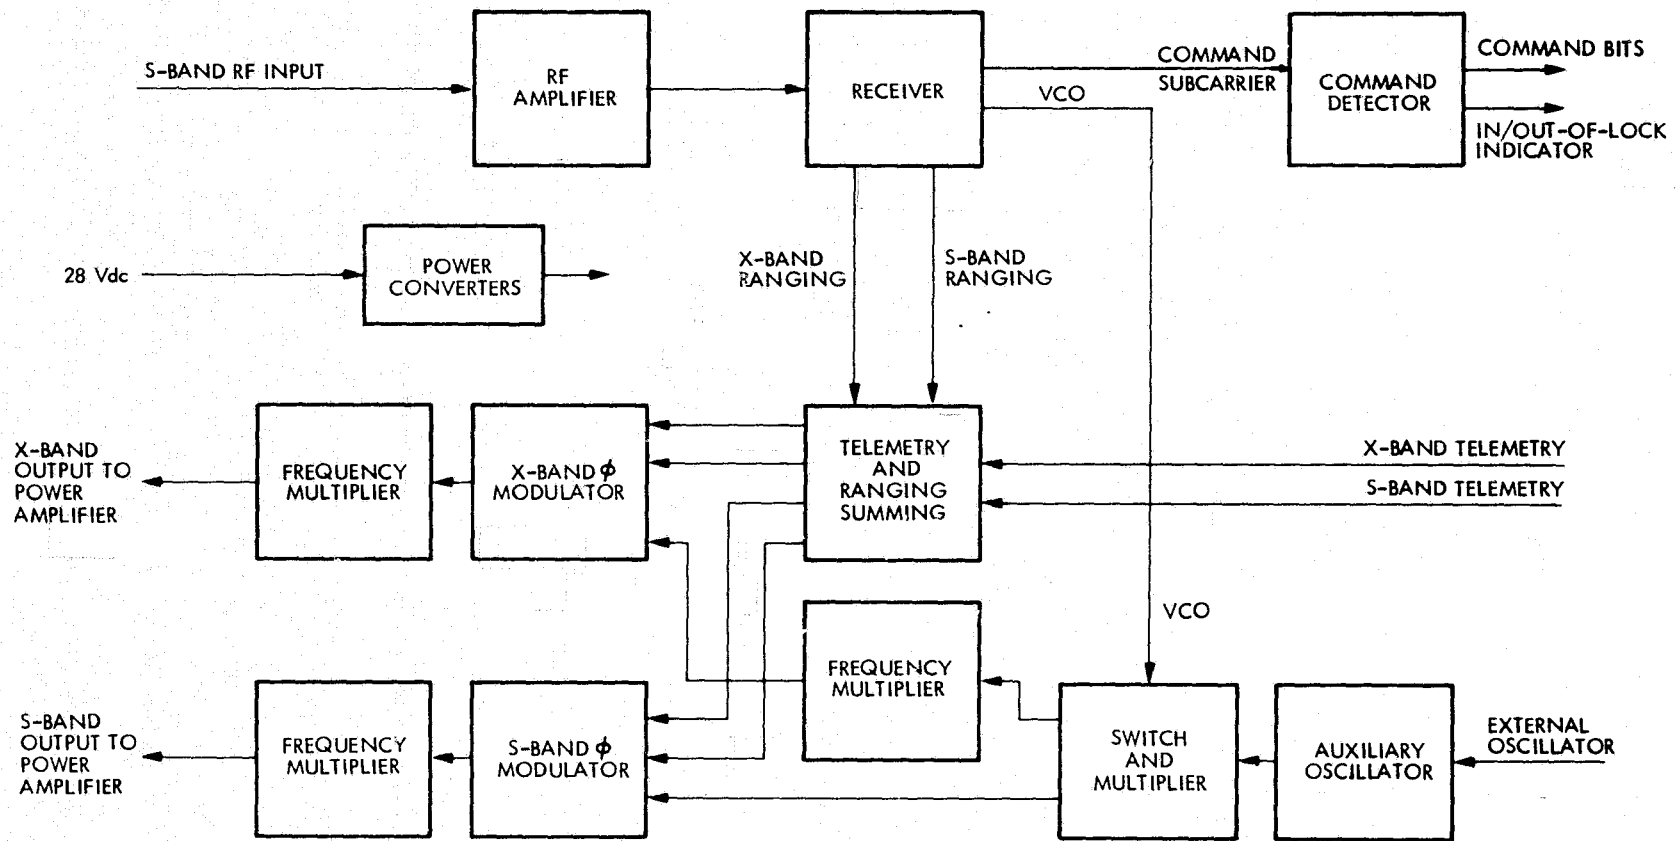 S-BAND RF INPUT
RF
AMPLIFIER
RECEIVER
COMMAND
SUBCARRIER
VCO
COMMAND
DETECTOR
COMMAND BITS
IN/OUT-OF-LOCK
INDICATOR
28 Vdc
POWER
CONVERTERS
X-BAND
RANGING
S-BAND
RANGING
X-BAND
OUTPUT TO
POWER
AMPLIFIER
FREQUENCY
MULTIPLIER
X-BAND ϕ
MODULATOR
TELEMETRY
AND
RANGING
SUMMING
X-BAND TELEMETRY
S-BAND TELEMETRY
VCO
FREQUENCY
MULTIPLIER
S-BAND
OUTPUT TO
POWER
AMPLIFIER
FREQUENCY
MULTIPLIER
S-BAND ϕ
MODULATOR
SWITCH
AND
MULTIPLIER
AUXILIARY
OSCILLATOR
EXTERNAL
OSCILLATOR